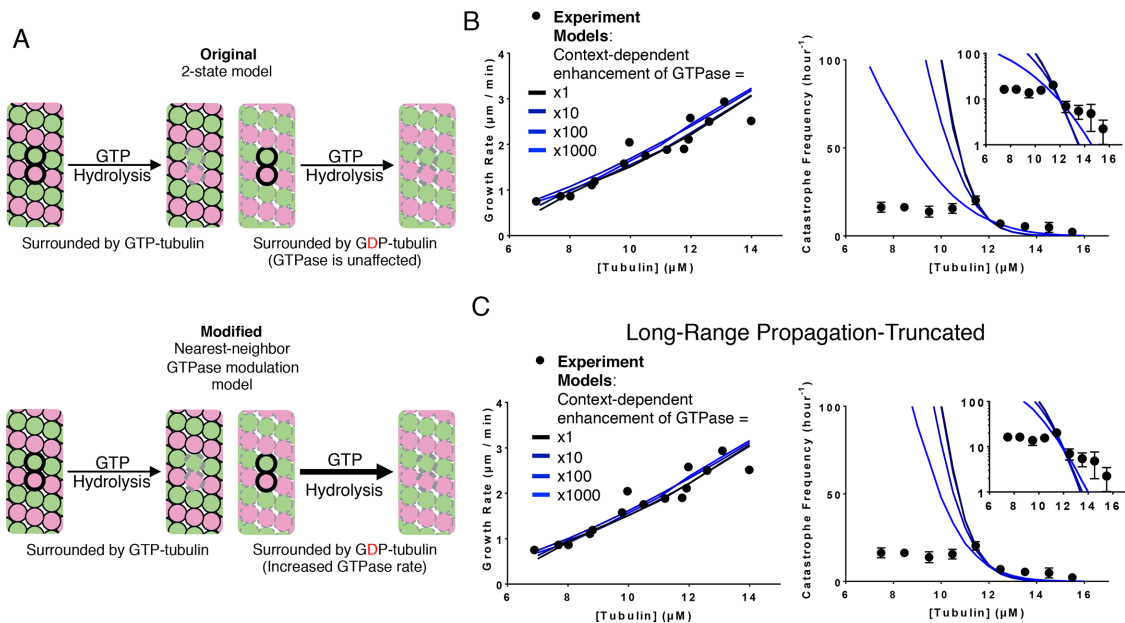 A
Original
2-state model
GTP
Hydrolysis
GTP
Hydrolysis
Surrounded by GTP-tubulin
Surrounded by GDP-tubulin
(GTPase is unaffected)
Modified
Nearest-neighbor
GTPase modulation
model
GTP
Hydrolysis
GTP
Hydrolysis
Surrounded by GTP-tubulin
Surrounded by GDP-tubulin
(Increased GTPase rate)
B
Experiment
Models:
Context-dependent
enhancement of GTPase =
x1
x10
x100
x1000
Growth Rate (μm / min)
4
3
2
1
0
6 8 10 12 14
[Tubulin] (μM)
Catastrophe Frequency (hour-1)
100
50
0
6 8 10 12 14 16
[Tubulin] (μM)
100
10
1
6 8 10 12 14 16
C
Long-Range Propagation-Truncated
Experiment
Models:
Context-dependent
enhancement of GTPase =
x1
x10
x100
x1000
Growth Rate (μm / min)
4
3
2
1
0
6 8 10 12 14
[Tubulin] (μM)
Catastrophe Frequency (hour-1)
100
50
0
6 8 10 12 14 16
[Tubulin] (μM)
100
10
1
6 8 10 12 14 16